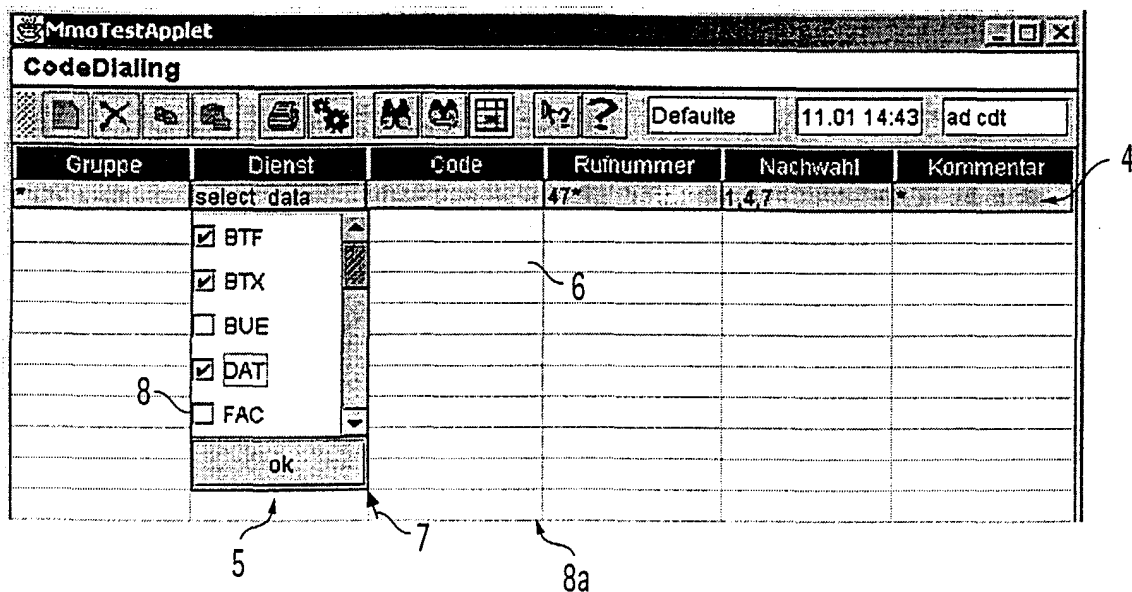 MmoTestApplet
CodeDialing
Defaulte 11.01 14:43 ad cdt
Gruppe Dienst Code Rufnummer Nachwahl Kommentar
* select data 47* 1,4,7 *
4
BTF
BTX
6
BUE
DAT
8
FAC
ok
5
7
8a